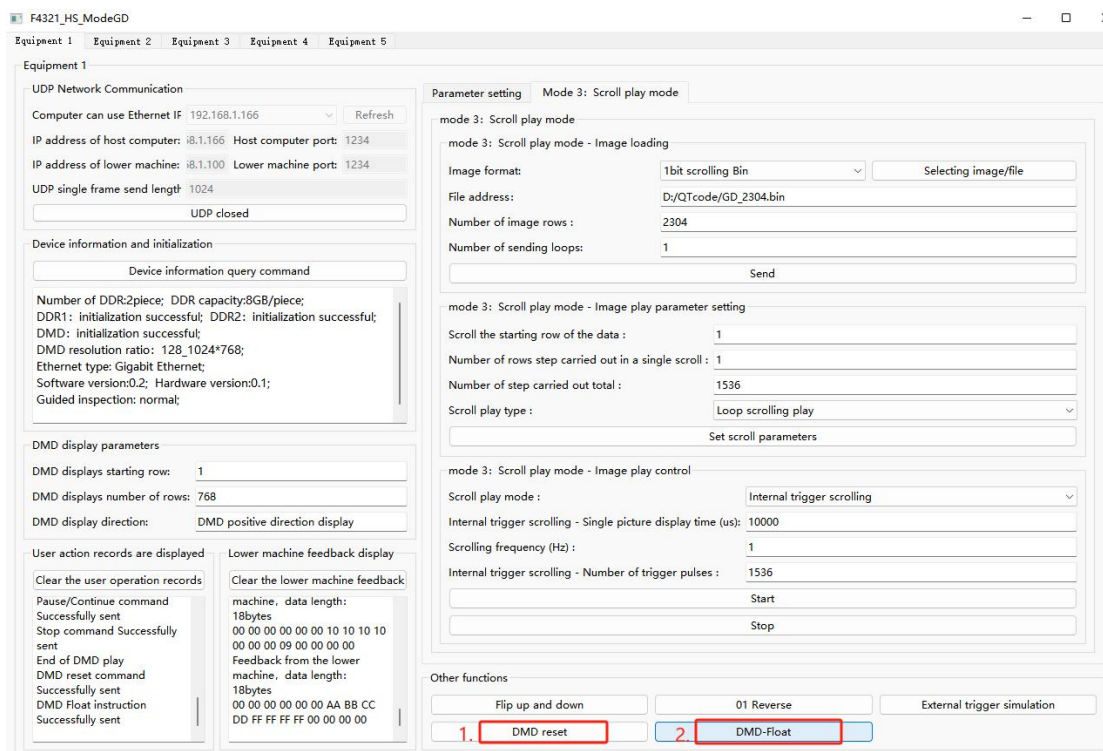 F4321_HS_ModeGD
Equipment 1 Equipment 2 Equipment 3 Equipment 4 Equipment 5
Equipment 1
UDP Network Communication
Computer can use Ethernet IF 192.168.1.166 Refresh
IP address of host computer: i8.1.166 Host computer port: 1234
IP address of lower machine: i8.1.100 Lower machine port: 1234
UDP single frame send length 1024
UDP closed
Device information and initialization
Device information query command
Number of DDR:2piece; DDR capacity:8GB/piece;
DDR1: initialization successful; DDR2: initialization successful;
DMD: initialization successful;
DMD resolution ratio: 128_1024*768;
Ethernet type: Gigabit Ethernet;
Software version:0.2; Hardware version:0.1;
Guided inspection: normal;
DMD display parameters
DMD displays starting row: 1
DMD displays number of rows: 768
DMD display direction: DMD positive direction display
User action records are displayed
Clear the user operation records
Pause/Continue command
Successfully sent
Stop command Successfully
sent
End of DMD play
DMD reset command
Successfully sent
DMD Float instruction
Successfully sent
Lower machine feedback display
Clear the lower machine feedback
machine, data length:
18bytes
00 00 00 00 00 00 10 10 10 10
00 00 00 09 00 00 00 00
Feedback from the lower
machine, data length:
18bytes
00 00 00 00 00 00 AA BB CC
DD FF FF FF FF 00 00 00 00
Parameter setting Mode 3: Scroll play mode
mode 3: Scroll play mode
mode 3: Scroll play mode - Image loading
Image format: 1bit scrolling Bin Selecting image/file
File address: D:/QTcode/GD_2304.bin
Number of image rows : 2304
Number of sending loops: 1
Send
mode 3: Scroll play mode - Image play parameter setting
Scroll the starting row of the data : 1
Number of rows step carried out in a single scroll : 1
Number of step carried out total : 1536
Scroll play type : Loop scrolling play
Set scroll parameters
mode 3: Scroll play mode - Image play control
Scroll play mode : Internal trigger scrolling
Internal trigger scrolling - Single picture display time (us): 10000
Scrolling frequency (Hz) : 1
Internal trigger scrolling - Number of trigger pulses : 1536
Start
Stop
Other functions
Flip up and down 01 Reverse External trigger simulation
1. DMD reset 2. DMD-Float